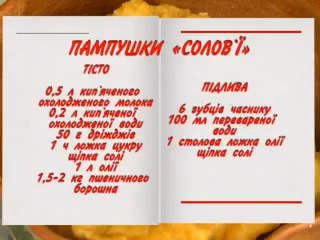 ПАМПУШКИ «СОЛОВ'Ї»
ТІСТО
0,5 л кип'яченого
охолодженого молока
0,2 л кип'яченої
охолодженої води
50 г дріжджів
1 ч ложка цукру
щіпка солі
1 л олії
1,5-2 кг пшеничного
борошна
ПІДЛИВА
6 зубців часнику
100 мл перевареної
води
1 столова ложка олії
щіпка солі